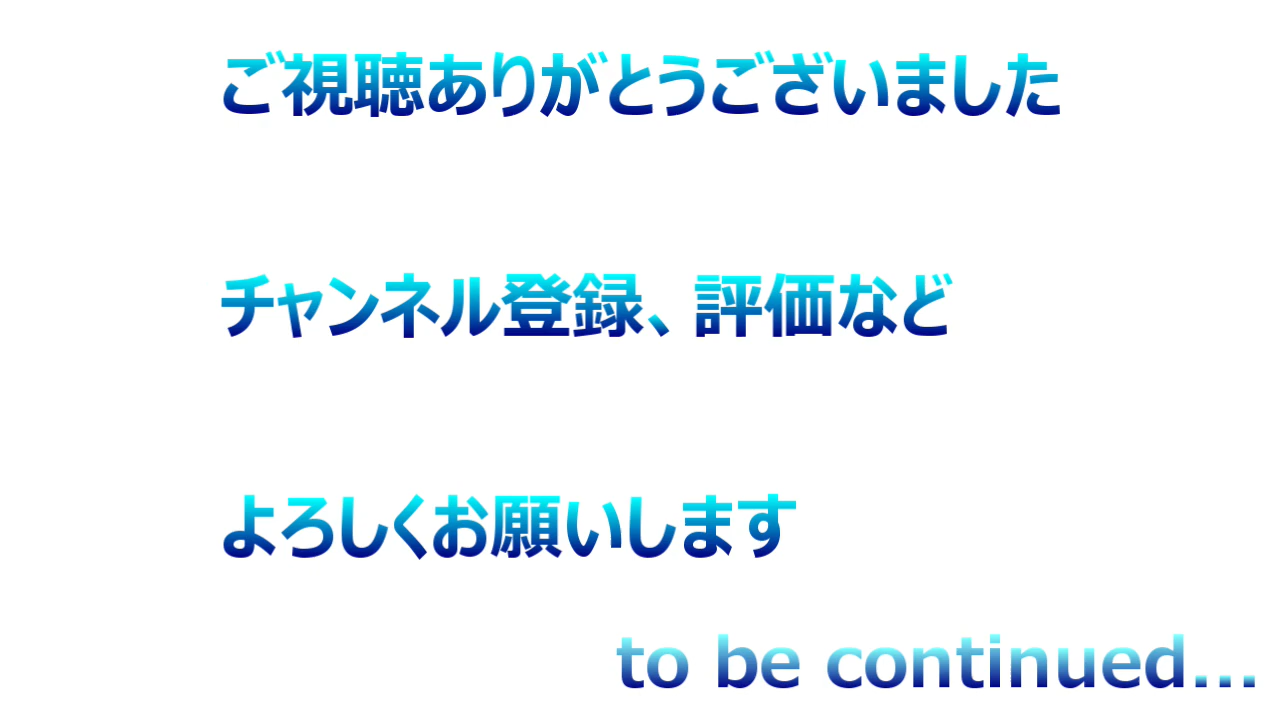 ご視聴ありがとうございました
チャンネル登録、評価など
よろしくお願いします
to be continued...